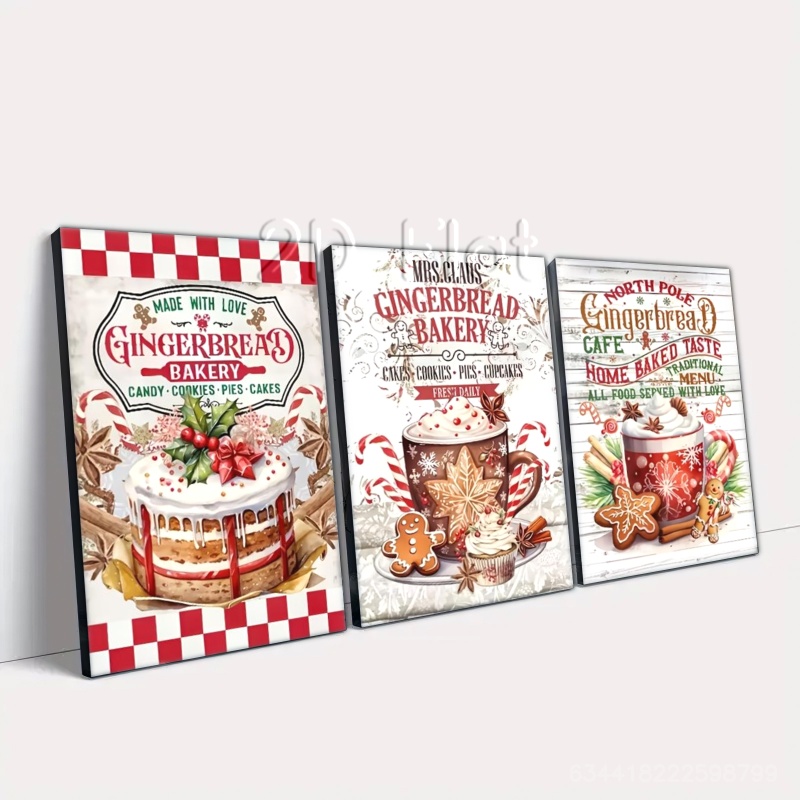 MADE WITH LOVE
GINGERBREAD
BAKERY
CANDY · COOKIES · PIES · CAKES
MRS.CLAUS
GINGERBREAD
BAKERY
CAKES · COOKIES · PIES · CUPCAKES
FRESH DAILY
NORTH POLE
GingerbreaD
CAFE
HOME BAKED TASTE
TRADITIONAL
MENU
ALL FOOD SERVED WITH LOVE
634418222598799